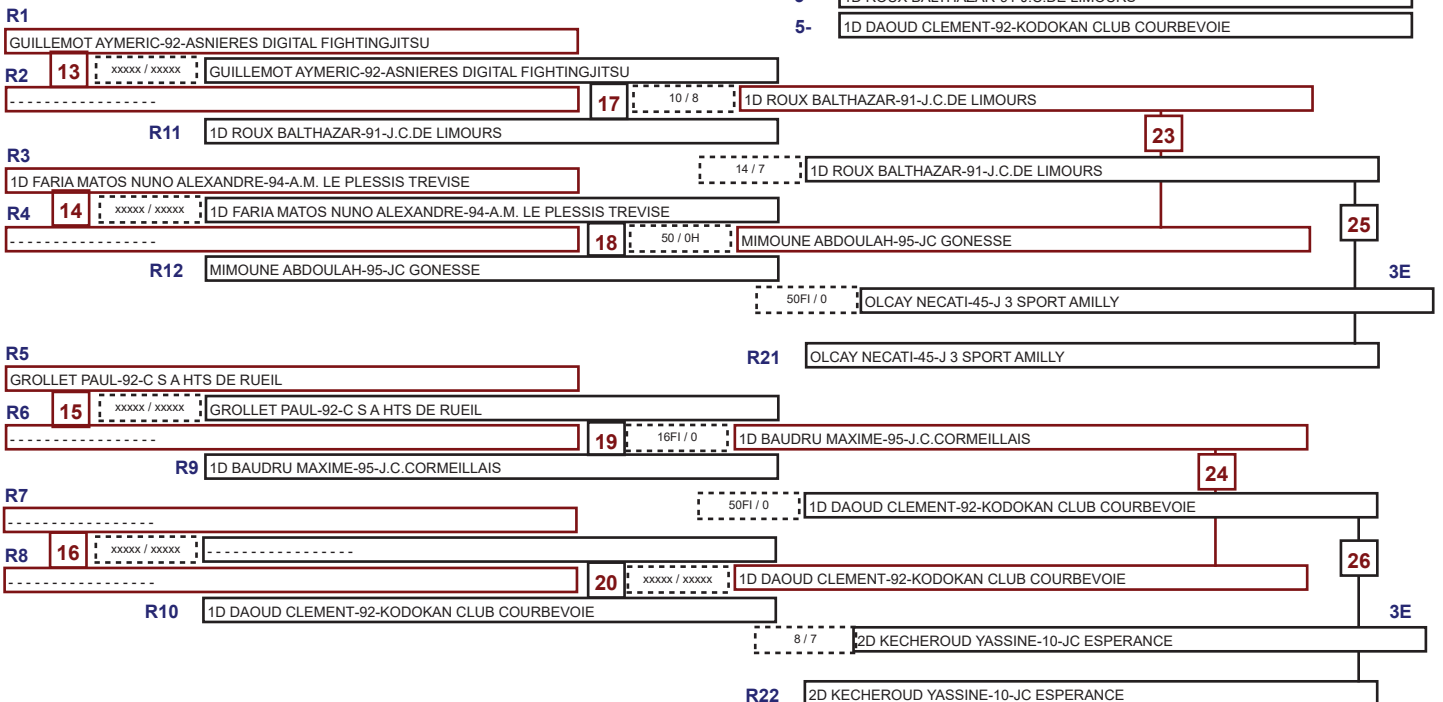 R1
1D ROUX BALTHAZAR-91-J.C.DE LIMOURS
5- 1D DAOUD CLEMENT-92-KODOKAN CLUB COURBEVOIE
GUILLEMOT AYMERIC-92-ASNIERES DIGITAL FIGHTINGJITSU
R2 13 xxxxx / xxxxx GUILLEMOT AYMERIC-92-ASNIERES DIGITAL FIGHTINGJITSU
- - - - - - - - - - - - - - - - - 17 10 / 8 1D ROUX BALTHAZAR-91-J.C.DE LIMOURS
R11 1D ROUX BALTHAZAR-91-J.C.DE LIMOURS 23
R3
14 / 7 1D ROUX BALTHAZAR-91-J.C.DE LIMOURS
1D FARIA MATOS NUNO ALEXANDRE-94-A.M. LE PLESSIS TREVISE
R4 14 xxxxx / xxxxx 1D FARIA MATOS NUNO ALEXANDRE-94-A.M. LE PLESSIS TREVISE 25
- - - - - - - - - - - - - - - - - 18 50 / 0H MIMOUNE ABDOULAH-95-JC GONESSE
R12 MIMOUNE ABDOULAH-95-JC GONESSE 3E
50FI / 0 OLCAY NECATI-45-J 3 SPORT AMILLY
R5 R21 OLCAY NECATI-45-J 3 SPORT AMILLY
GROLLET PAUL-92-C S A HTS DE RUEIL
R6 15 xxxxx / xxxxx GROLLET PAUL-92-C S A HTS DE RUEIL
- - - - - - - - - - - - - - - - - 19 16FI / 0 1D BAUDRU MAXIME-95-J.C.CORMEILLAIS
R9 1D BAUDRU MAXIME-95-J.C.CORMEILLAIS 24
R7
50FI / 0 1D DAOUD CLEMENT-92-KODOKAN CLUB COURBEVOIE
- - - - - - - - - - - - - - - - -
R8 16 xxxxx / xxxxx - - - - - - - - - - - - - - - - - 26
- - - - - - - - - - - - - - - - - 20 xxxxx / xxxxx 1D DAOUD CLEMENT-92-KODOKAN CLUB COURBEVOIE
R10 1D DAOUD CLEMENT-92-KODOKAN CLUB COURBEVOIE 3E
8 / 7 2D KECHEROUD YASSINE-10-JC ESPERANCE
R22 2D KECHEROUD YASSINE-10-JC ESPERANCE